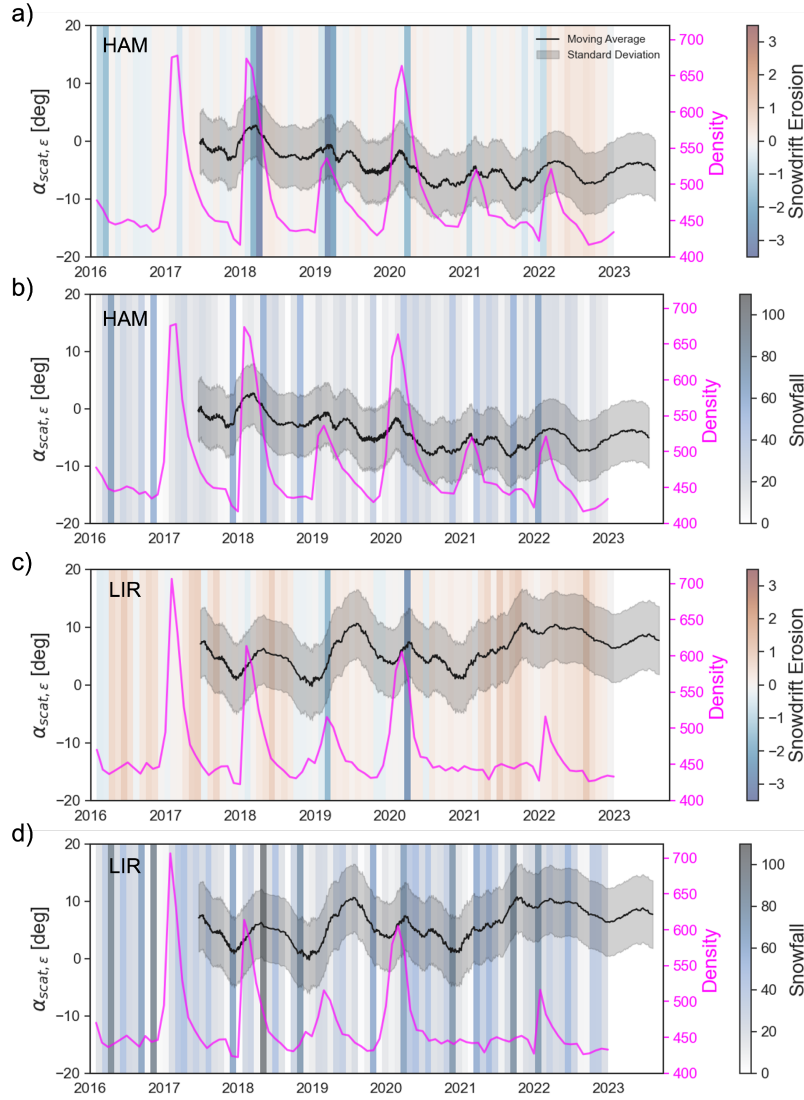 a)
HAM
Moving Average
Standard Deviation
α_scat, ε [deg]
20
10
0
−10
−20
2016 2017 2018 2019 2020 2021 2022 2023
700
650
600
550
500
450
400
Density
3
2
1
0
−1
−2
−3
Snowdrift Erosion
b)
HAM
α_scat, ε [deg]
20
10
0
−10
−20
2016 2017 2018 2019 2020 2021 2022 2023
700
650
600
550
500
450
400
Density
100
80
60
40
20
0
Snowfall
c)
LIR
α_scat, ε [deg]
20
10
0
−10
−20
2016 2017 2018 2019 2020 2021 2022 2023
700
650
600
550
500
450
400
Density
3
2
1
0
−1
−2
−3
Snowdrift Erosion
d)
LIR
α_scat, ε [deg]
20
10
0
−10
−20
2016 2017 2018 2019 2020 2021 2022 2023
700
650
600
550
500
450
400
Density
100
80
60
40
20
0
Snowfall